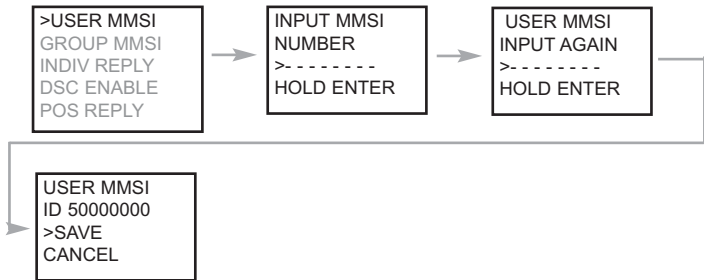 >USER MMSI
GROUP MMSI
INDIV REPLY
DSC ENABLE
POS REPLY
INPUT MMSI
NUMBER
>- - - - - - - -
HOLD ENTER
USER MMSI
INPUT AGAIN
>- - - - - - - -
HOLD ENTER
USER MMSI
ID 50000000
>SAVE
CANCEL